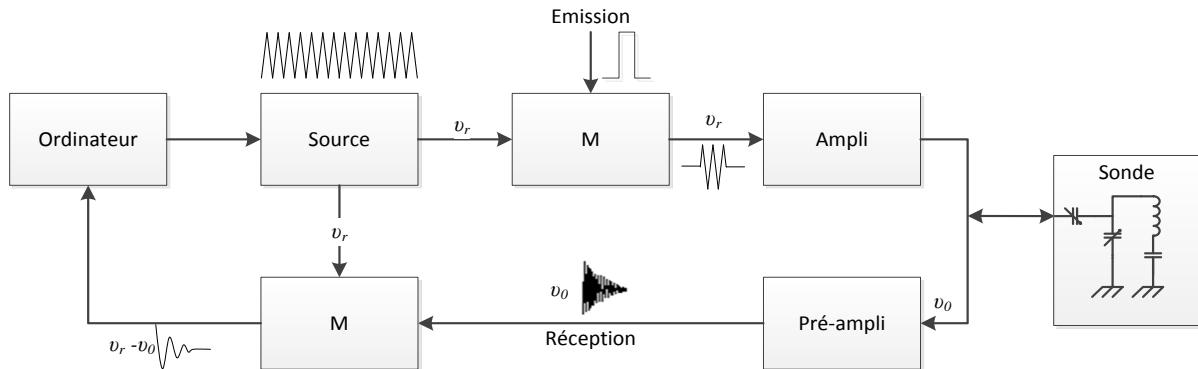 Emission
Ordinateur
Source
υr
M
υr
Ampli
Sonde
υr
υ0
υ0
M
Réception
Pré-ampli
υr -υ0